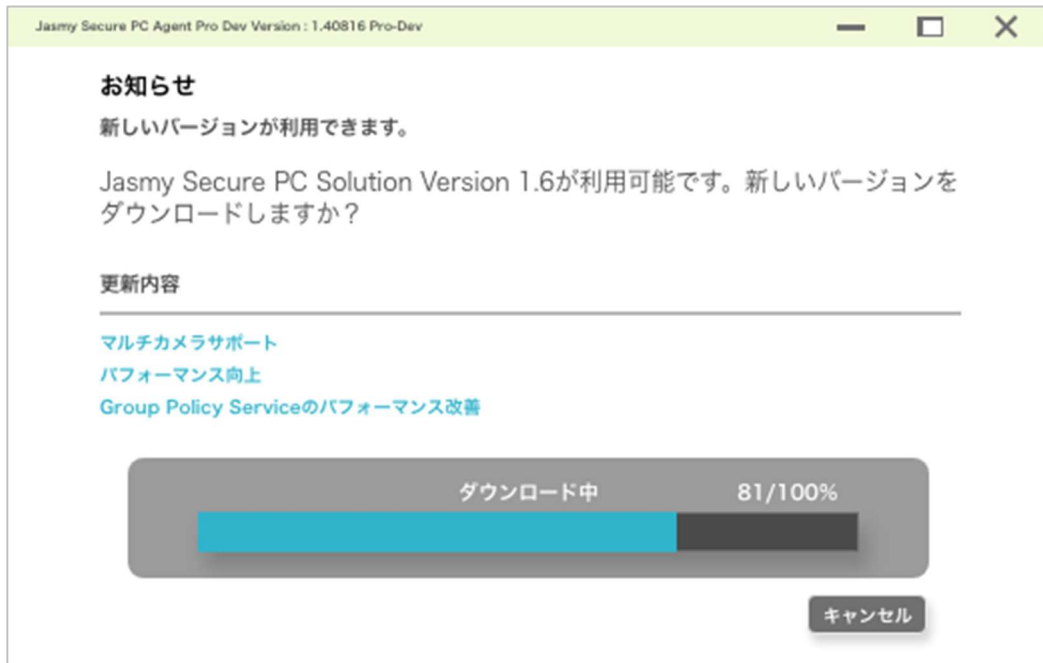 Jasmy Secure PC Agent Pro Dev Version : 1.40816 Pro-Dev
お知らせ
新しいバージョンが利用できます。
Jasmy Secure PC Solution Version 1.6が利用可能です。新しいバージョンを
ダウンロードしますか？
更新内容
マルチカメラサポート
パフォーマンス向上
Group Policy Serviceのパフォーマンス改善
ダウンロード中 81/100%
キャンセル